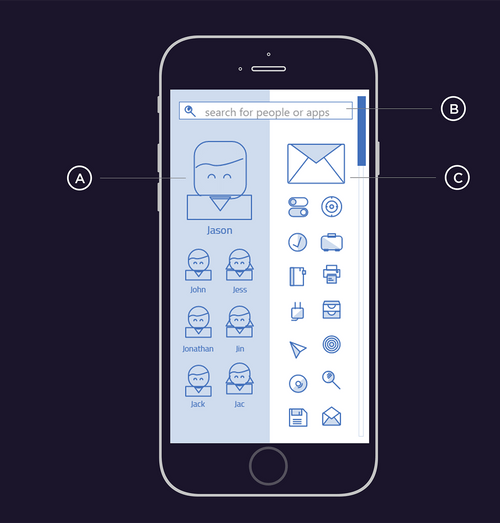 B
search for people or apps
A
C
Jason
John Jess
Jonathan Jin
Jack Jac